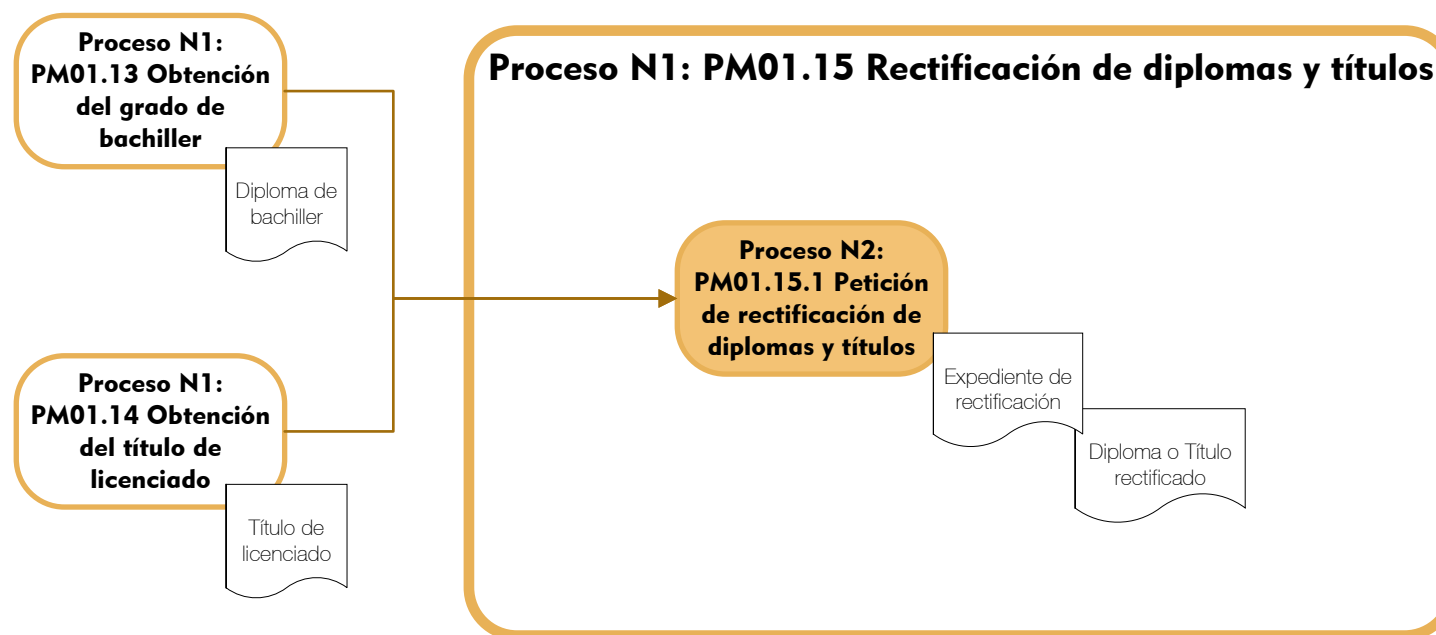 Proceso N1:
PM01.13 Obtención
del grado de
bachiller
Diploma de
bachiller
Proceso N1:
PM01.14 Obtención
del título de
licenciado
Título de
licenciado
Proceso N1: PM01.15 Rectificación de diplomas y títulos
Proceso N2:
PM01.15.1 Petición
de rectificación de
diplomas y títulos
Expediente de
rectificación
Diploma o Título
rectificado